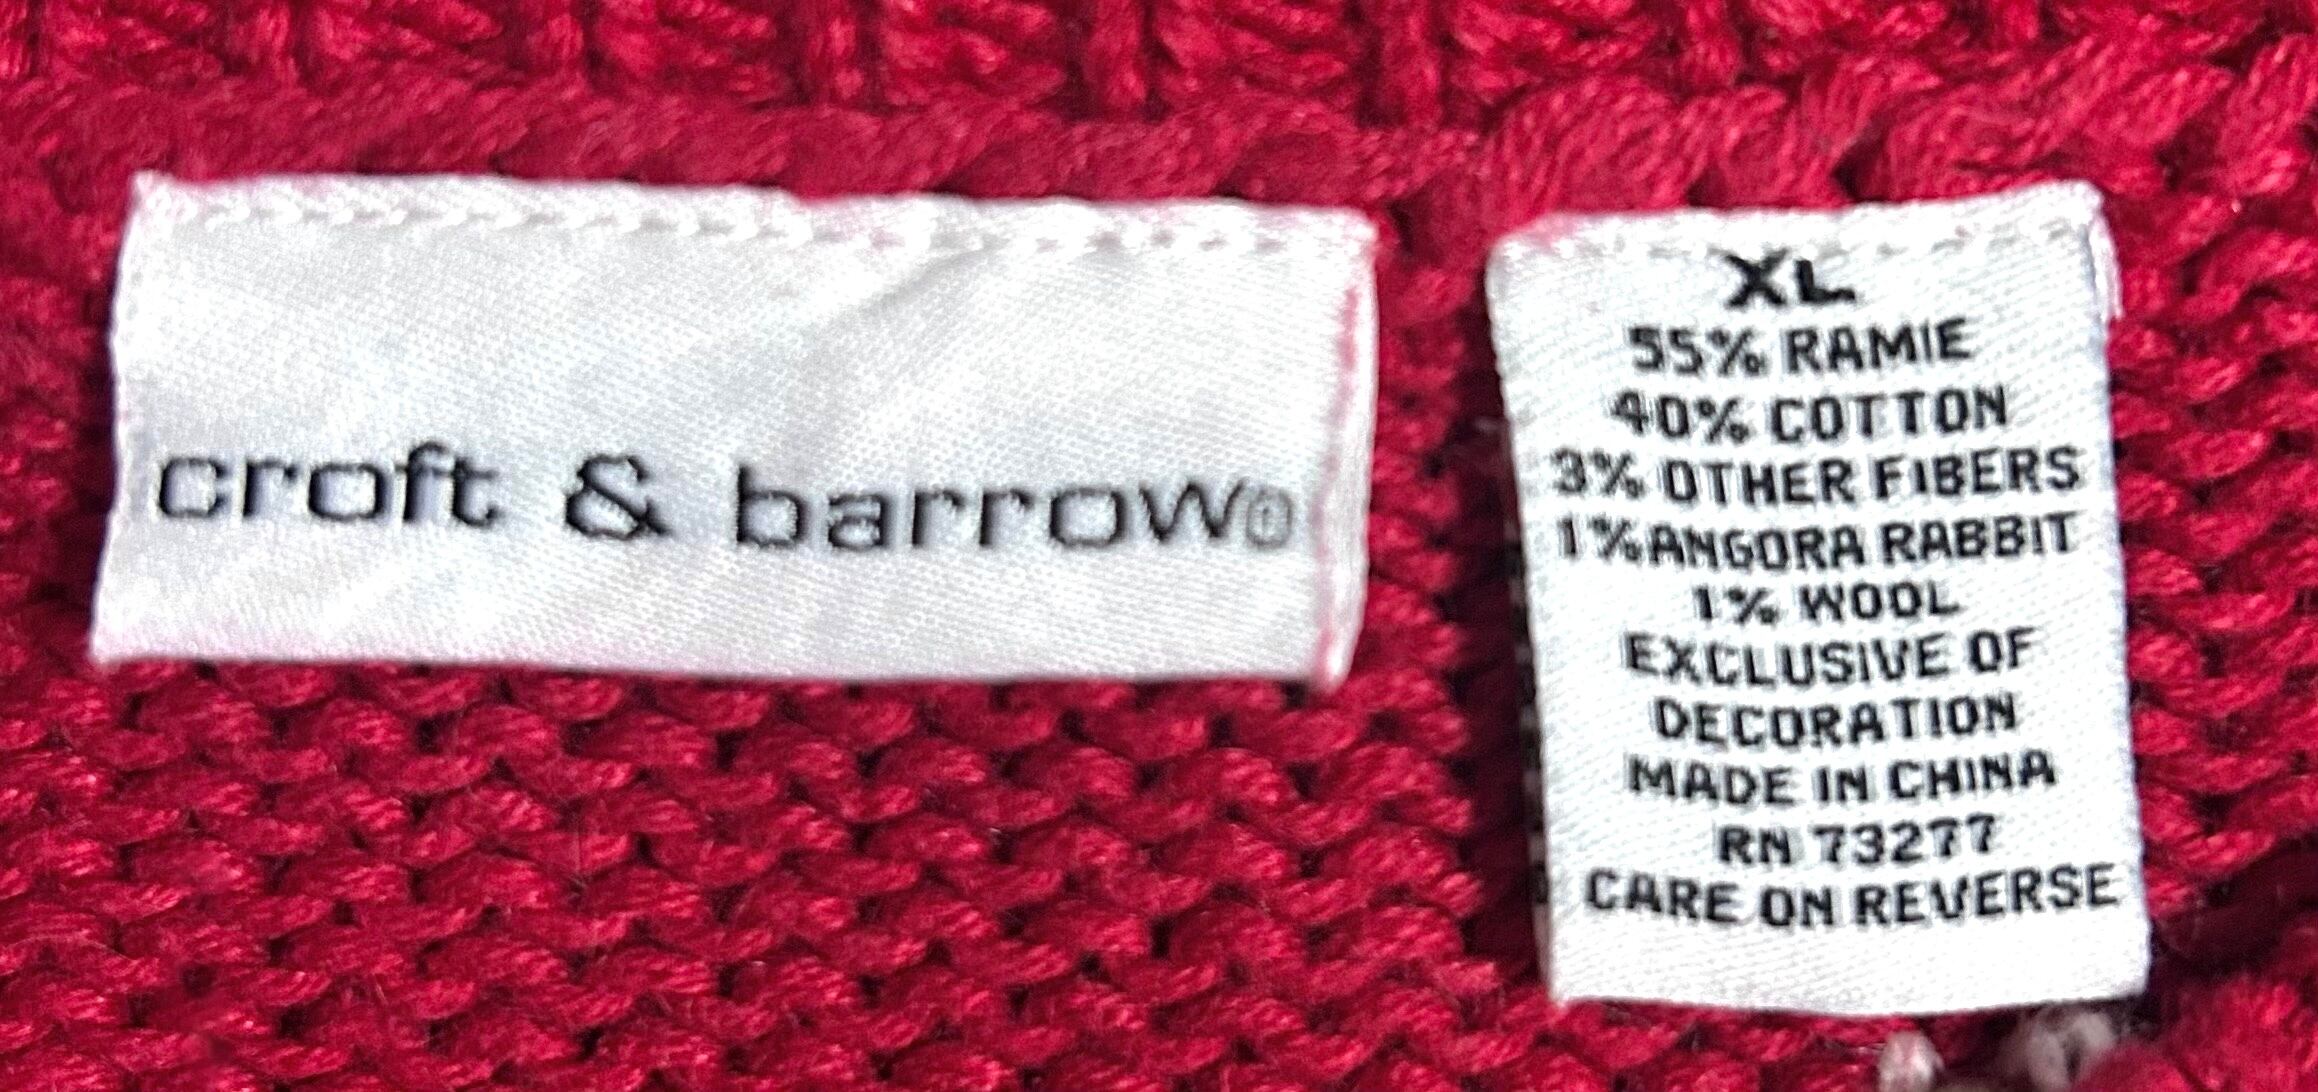 croft & barrow®
XL
55% RAMIE
40% COTTON
3% OTHER FIBERS
1% ANGORA RABBIT
1% WOOL
EXCLUSIVE OF
DECORATION
MADE IN CHINA
RN 73277
CARE ON REVERSE